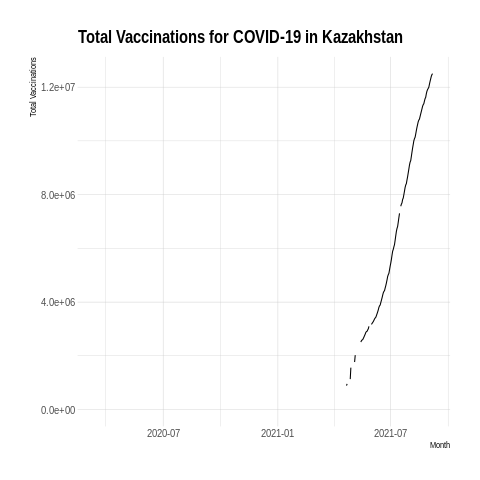 Total Vaccinations for COVID-19 in Kazakhstan
Total Vaccinations
1.2e+07
8.0e+06
4.0e+06
0.0e+00
2020-07
2021-01
2021-07
Month